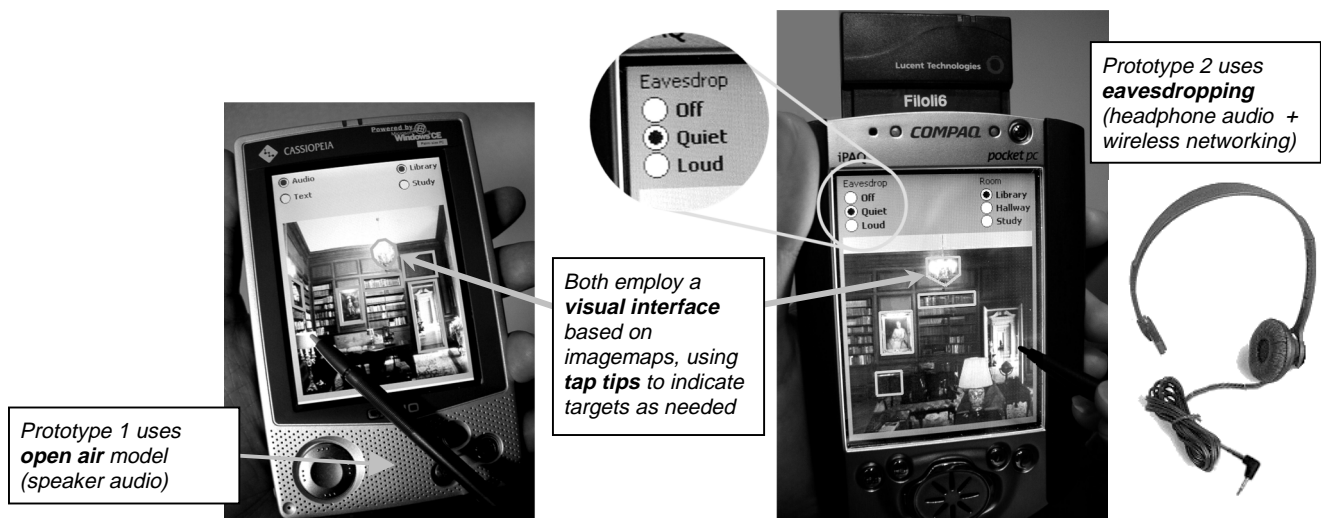 Eavesdrop
Off
Quiet
Loud
Lucent Technologies
Filoli6
COMPAQ
iPAQ
pocket pc
Eavesdrop
Off
Quiet
Loud
Room
Library
Hallway
Study
Prototype 2 uses
eavesdropping
(headphone audio +
wireless networking)
Powered by
Windows CE
CASSIOPEIA
Audio
Text
Library
Study
Both employ a
visual interface
based on
imagemaps, using
tap tips to indicate
targets as needed
Prototype 1 uses
open air model
(speaker audio)